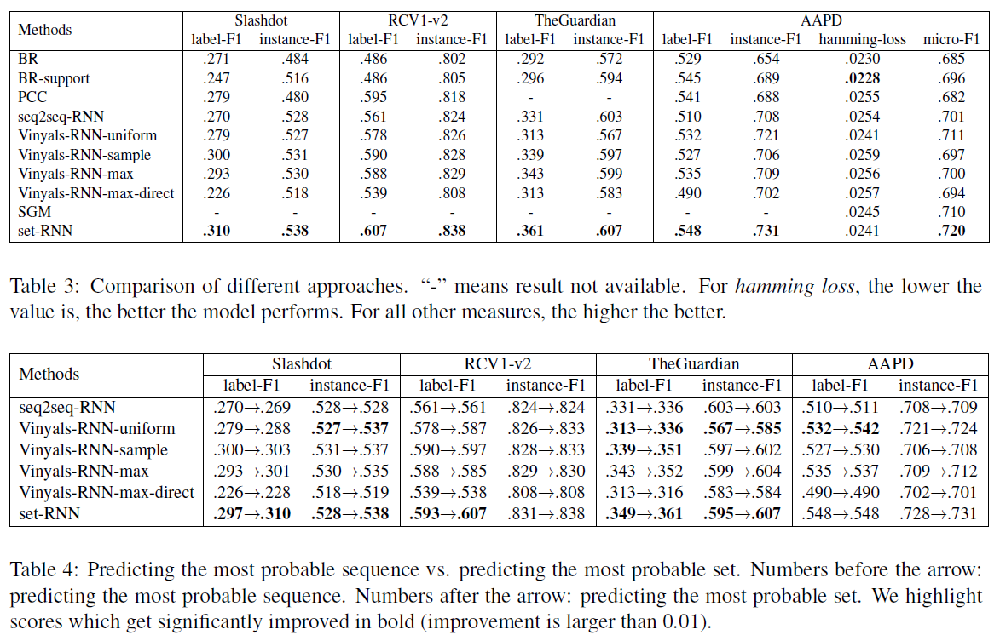 Methods Slashdot RCV1-v2 TheGuardian AAPD
label-F1 instance-F1 label-F1 instance-F1 label-F1 instance-F1 label-F1 instance-F1 hamming-loss micro-F1
BR .271 .484 .486 .802 .292 .572 .529 .654 .0230 .685
BR-support .247 .516 .486 .805 .296 .594 .545 .689 .0228 .696
PCC .279 .480 .595 .818 - - .541 .688 .0255 .682
seq2seq-RNN .270 .528 .561 .824 .331 .603 .510 .708 .0254 .701
Vinyals-RNN-uniform .279 .527 .578 .826 .313 .567 .532 .721 .0241 .711
Vinyals-RNN-sample .300 .531 .590 .828 .339 .597 .527 .706 .0259 .697
Vinyals-RNN-max .293 .530 .588 .829 .343 .599 .535 .709 .0256 .700
Vinyals-RNN-max-direct .226 .518 .539 .808 .313 .583 .490 .702 .0257 .694
SGM - - - - - - - - .0245 .710
set-RNN .310 .538 .607 .838 .361 .607 .548 .731 .0241 .720
Table 3: Comparison of different approaches. “-” means result not available. For hamming loss, the lower the
value is, the better the model performs. For all other measures, the higher the better.
Methods Slashdot RCV1-v2 TheGuardian AAPD
label-F1 instance-F1 label-F1 instance-F1 label-F1 instance-F1 label-F1 instance-F1
seq2seq-RNN .270→.269 .528→.528 .561→.561 .824→.824 .331→.336 .603→.603 .510→.511 .708→.709
Vinyals-RNN-uniform .279→.288 .527→.537 .578→.587 .826→.833 .313→.336 .567→.585 .532→.542 .721→.724
Vinyals-RNN-sample .300→.303 .531→.537 .590→.597 .828→.833 .339→.351 .597→.602 .527→.530 .706→.708
Vinyals-RNN-max .293→.301 .530→.535 .588→.585 .829→.830 .343→.352 .599→.604 .535→.537 .709→.712
Vinyals-RNN-max-direct .226→.228 .518→.519 .539→.538 .808→.808 .313→.316 .583→.584 .490→.490 .702→.701
set-RNN .297→.310 .528→.538 .593→.607 .831→.838 .349→.361 .595→.607 .548→.548 .728→.731
Table 4: Predicting the most probable sequence vs. predicting the most probable set. Numbers before the arrow:
predicting the most probable sequence. Numbers after the arrow: predicting the most probable set. We highlight
scores which get significantly improved in bold (improvement is larger than 0.01).